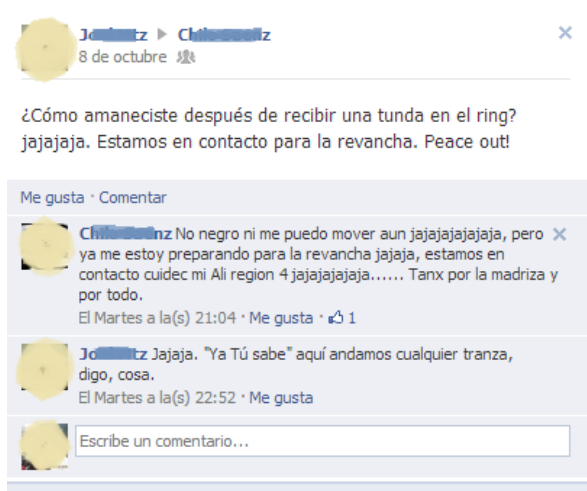 8 de octubre
¿Cómo amaneciste después de recibir una tunda en el ring?
jajajaja. Estamos en contacto para la revancha. Peace out!
Me gusta · Comentar
No negro ni me puedo mover aun jajajajajajaja, pero
ya me estoy preparando para la revancha jajaja, estamos en
contacto cuidec mi Ali region 4 jajajajajaja...... Tanx por la madriza y
por todo.
El Martes a la(s) 21:04 · Me gusta · 1
Jajaja. "Ya Tú sabe" aquí andamos cualquier tranza,
digo, cosa.
El Martes a la(s) 22:52 · Me gusta
Escribe un comentario...